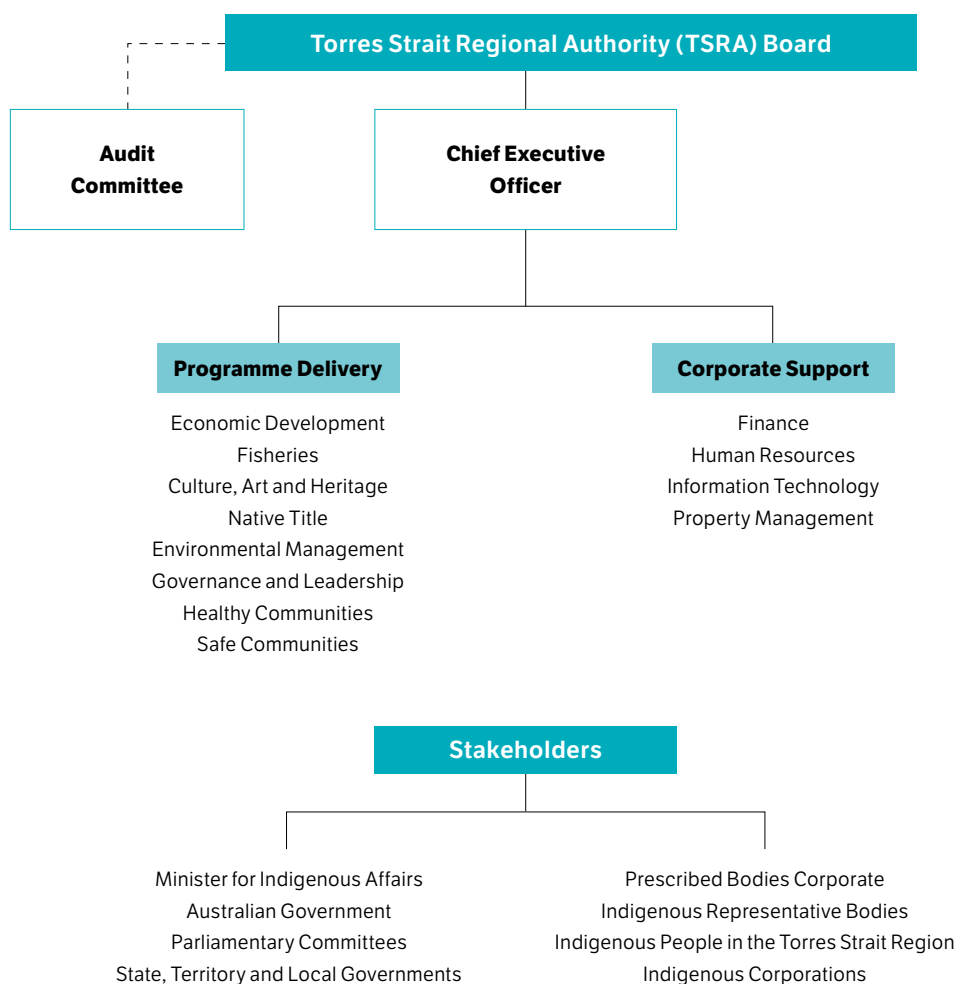 Torres Strait Regional Authority (TSRA) Board
Audit
Committee
Chief Executive
Officer
Programme Delivery
Economic Development
Fisheries
Culture, Art and Heritage
Native Title
Environmental Management
Governance and Leadership
Healthy Communities
Safe Communities
Corporate Support
Finance
Human Resources
Information Technology
Property Management
Stakeholders
Minister for Indigenous Affairs
Australian Government
Parliamentary Committees
State, Territory and Local Governments
Prescribed Bodies Corporate
Indigenous Representative Bodies
Indigenous People in the Torres Strait Region
Indigenous Corporations